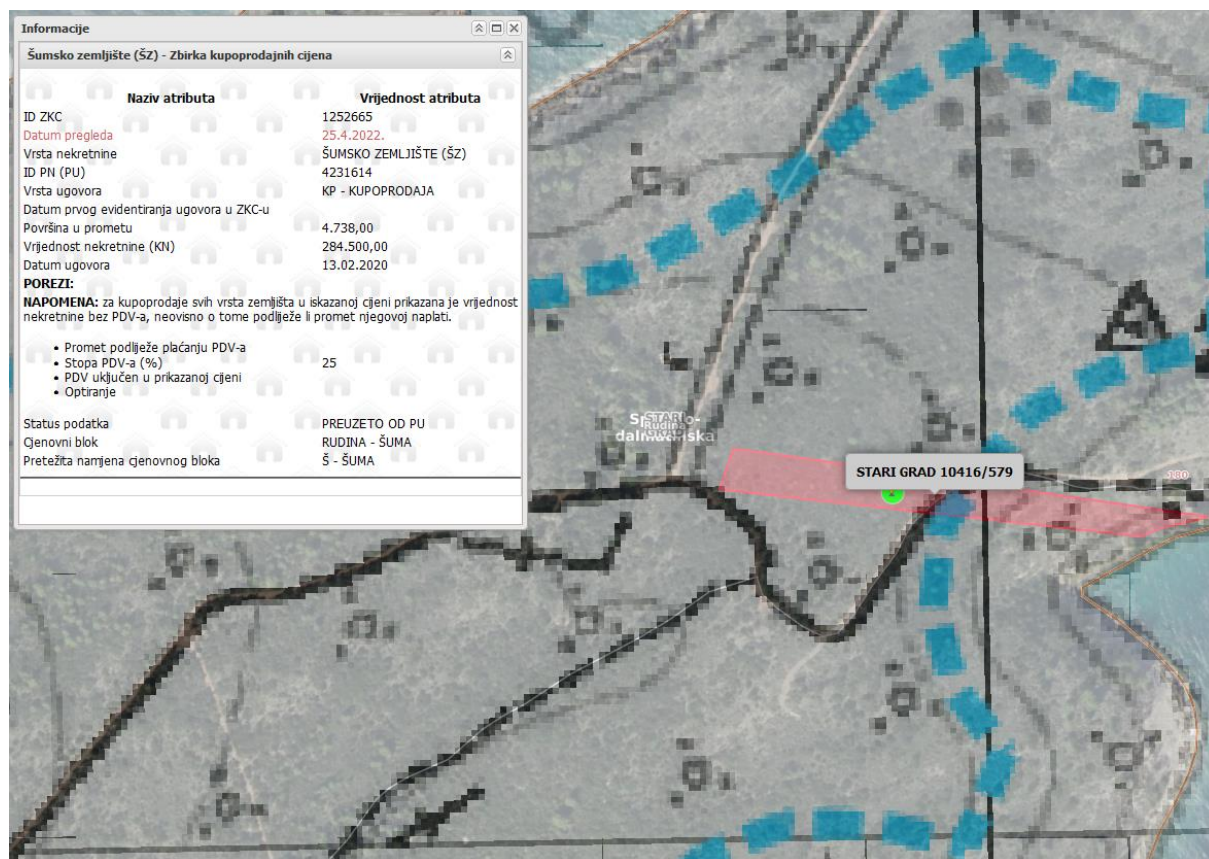 Informacije
Šumsko zemljište (ŠZ) - Zbirka kupoprodajnih cijena
Naziv atributa Vrijednost atributa
ID ZKC 1252665
Datum pregleda 25.4.2022.
Vrsta nekretnine ŠUMSKO ZEMLJIŠTE (ŠZ)
ID PN (PU) 4231614
Vrsta ugovora KP - KUPOPRODAJA
Datum prvog evidentiranja ugovora u ZKC-u
Površina u prometu 4.738,00
Vrijednost nekretnine (KN) 284.500,00
Datum ugovora 13.02.2020
POREZI:
NAPOMENA: za kupoprodaje svih vrsta zemljišta u iskazanoj cijeni prikazana je vrijednost
nekretnine bez PDV-a, neovisno o tome podliježe li promet njegovoj naplati.
• Promet podliježe plaćanju PDV-a
• Stopa PDV-a (%) 25
• PDV uključen u prikazanoj cijeni
• Optiranje
Status podatka PREUZETO OD PU
Cjenovni blok RUDINA - ŠUMA
Pretežita namjena cjenovnog bloka Š - ŠUMA
STARI
Rudina
GRAD
STARI GRAD 10416/579
180